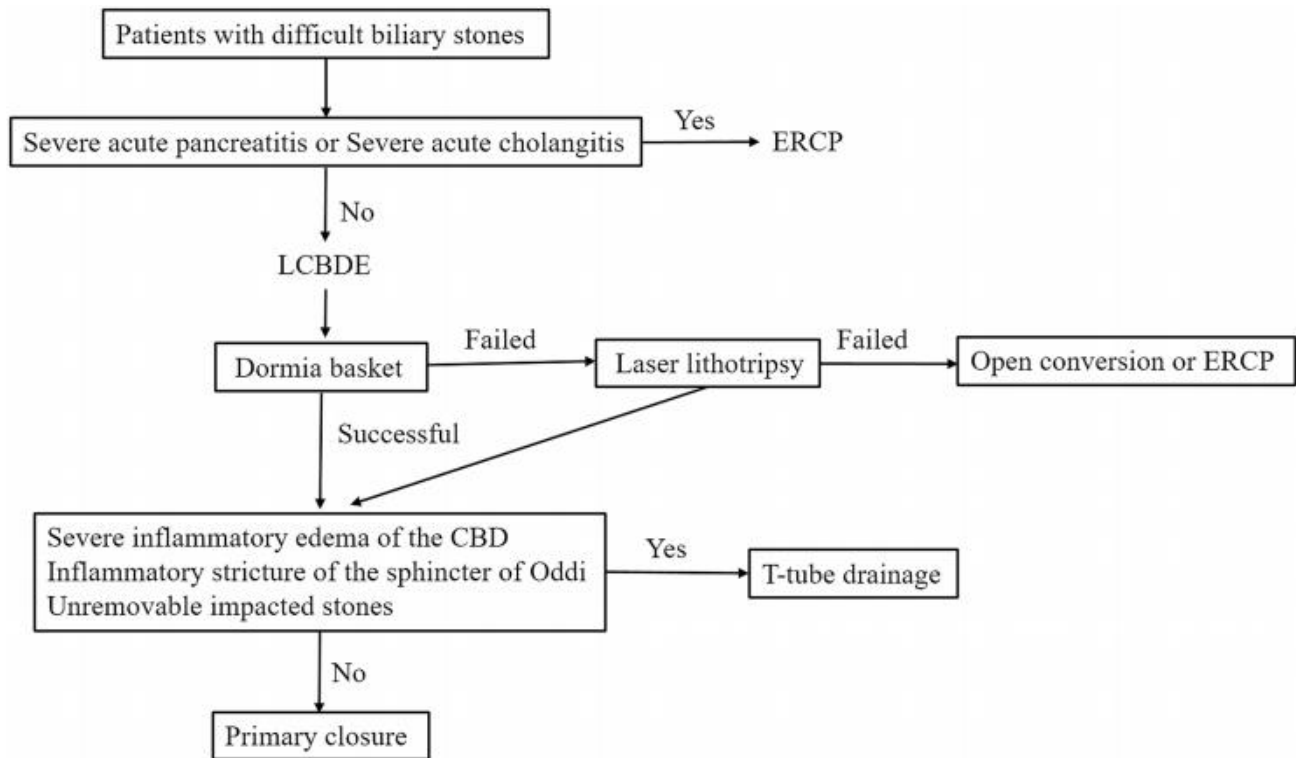 Patients with difficult biliary stones
Severe acute pancreatitis or Severe acute cholangitis
Yes
ERCP
No
LCBDE
Dormia basket
Failed
Laser lithotripsy
Failed
Open conversion or ERCP
Successful
Severe inflammatory edema of the CBD
Inflammatory stricture of the sphincter of Oddi
Unremovable impacted stones
Yes
T-tube drainage
No
Primary closure